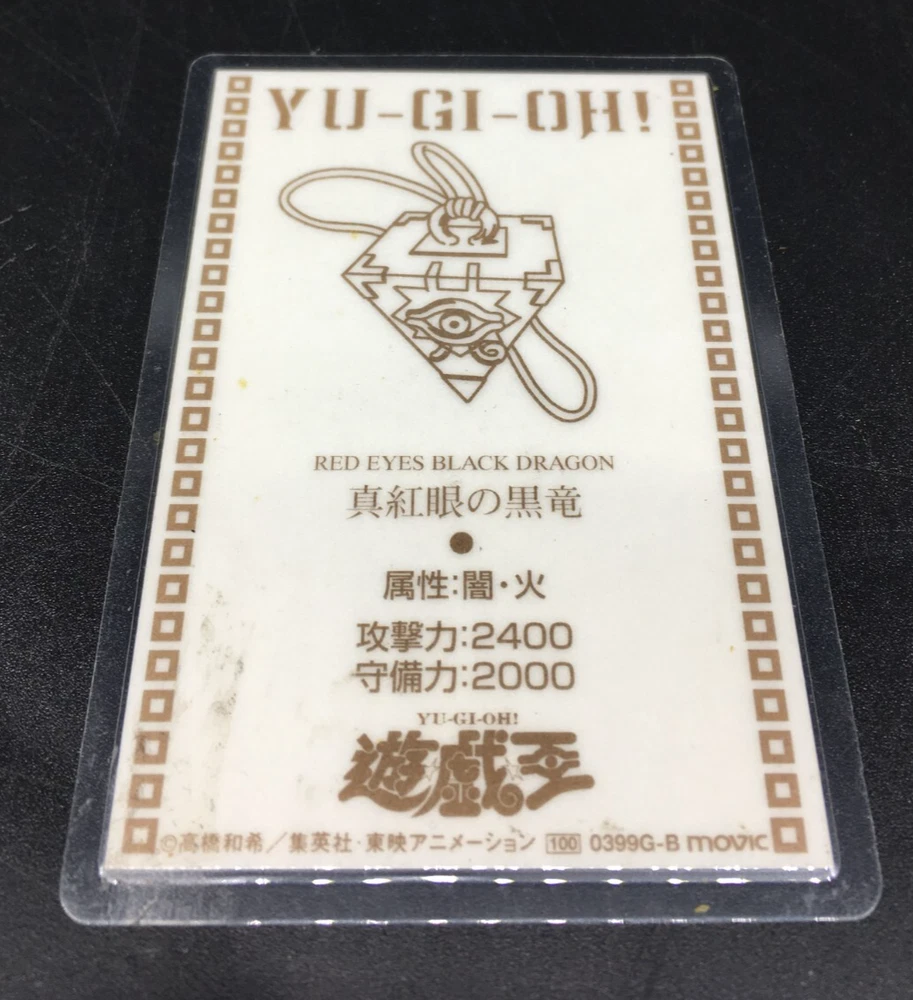 YU-GI-OH!
RED EYES BLACK DRAGON
真紅眼の黒竜
●
属性:闇・火
攻撃力:2400
守備力:2000
YU-GI-OH!
遊戯王
©高橋和希/集英社・東映アニメーション 100 0399G-B movic